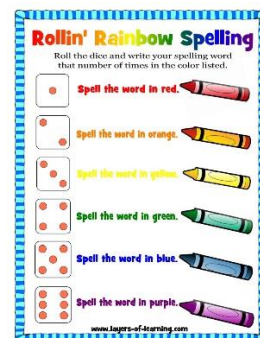 Rollin' Rainbow Spelling
Roll the dice and write your spelling word
that number of times in the color listed.
Spell the word in red.
Spell the word in orange.
Spell the word in yellow.
Spell the word in green.
Spell the word in blue.
Spell the word in purple.
www.layers-of-learning.com